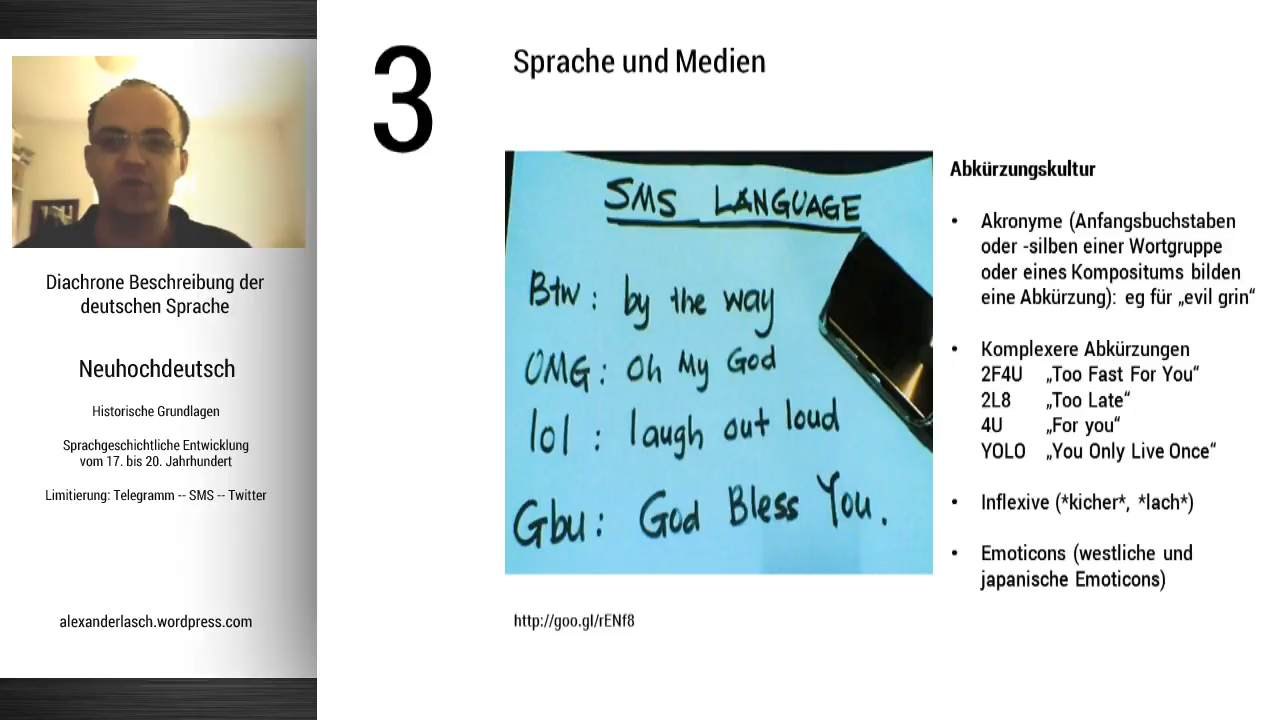 Diachrone Beschreibung der
deutschen Sprache
Neuhochdeutsch
Historische Grundlagen
Sprachgeschichtliche Entwicklung
vom 17. bis 20. Jahrhundert
Limitierung: Telegramm -- SMS -- Twitter
alexanderlasch.wordpress.com
3
Sprache und Medien
SMS LANGUAGE
Btw : by the way
OMG : Oh My God
lol : laugh out loud
Gbu : God Bless You.
http://goo.gl/rENf8
Abkürzungskultur
• Akronyme (Anfangsbuchstaben
oder -silben einer Wortgruppe
oder eines Kompositums bilden
eine Abkürzung): eg für „evil grin“
• Komplexere Abkürzungen
2F4U „Too Fast For You“
2L8 „Too Late“
4U „For you“
YOLO „You Only Live Once“
• Inflexive (*kicher*, *lach*)
• Emoticons (westliche und
japanische Emoticons)